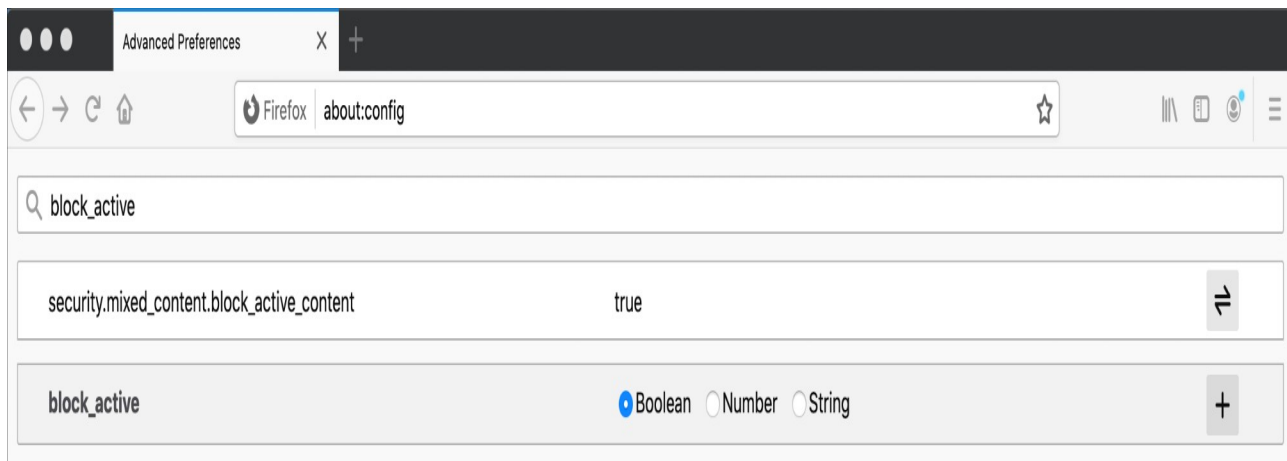 Advanced Preferences
Firefox about:config
block_active
security.mixed_content.block_active_content true
block_active Boolean Number String